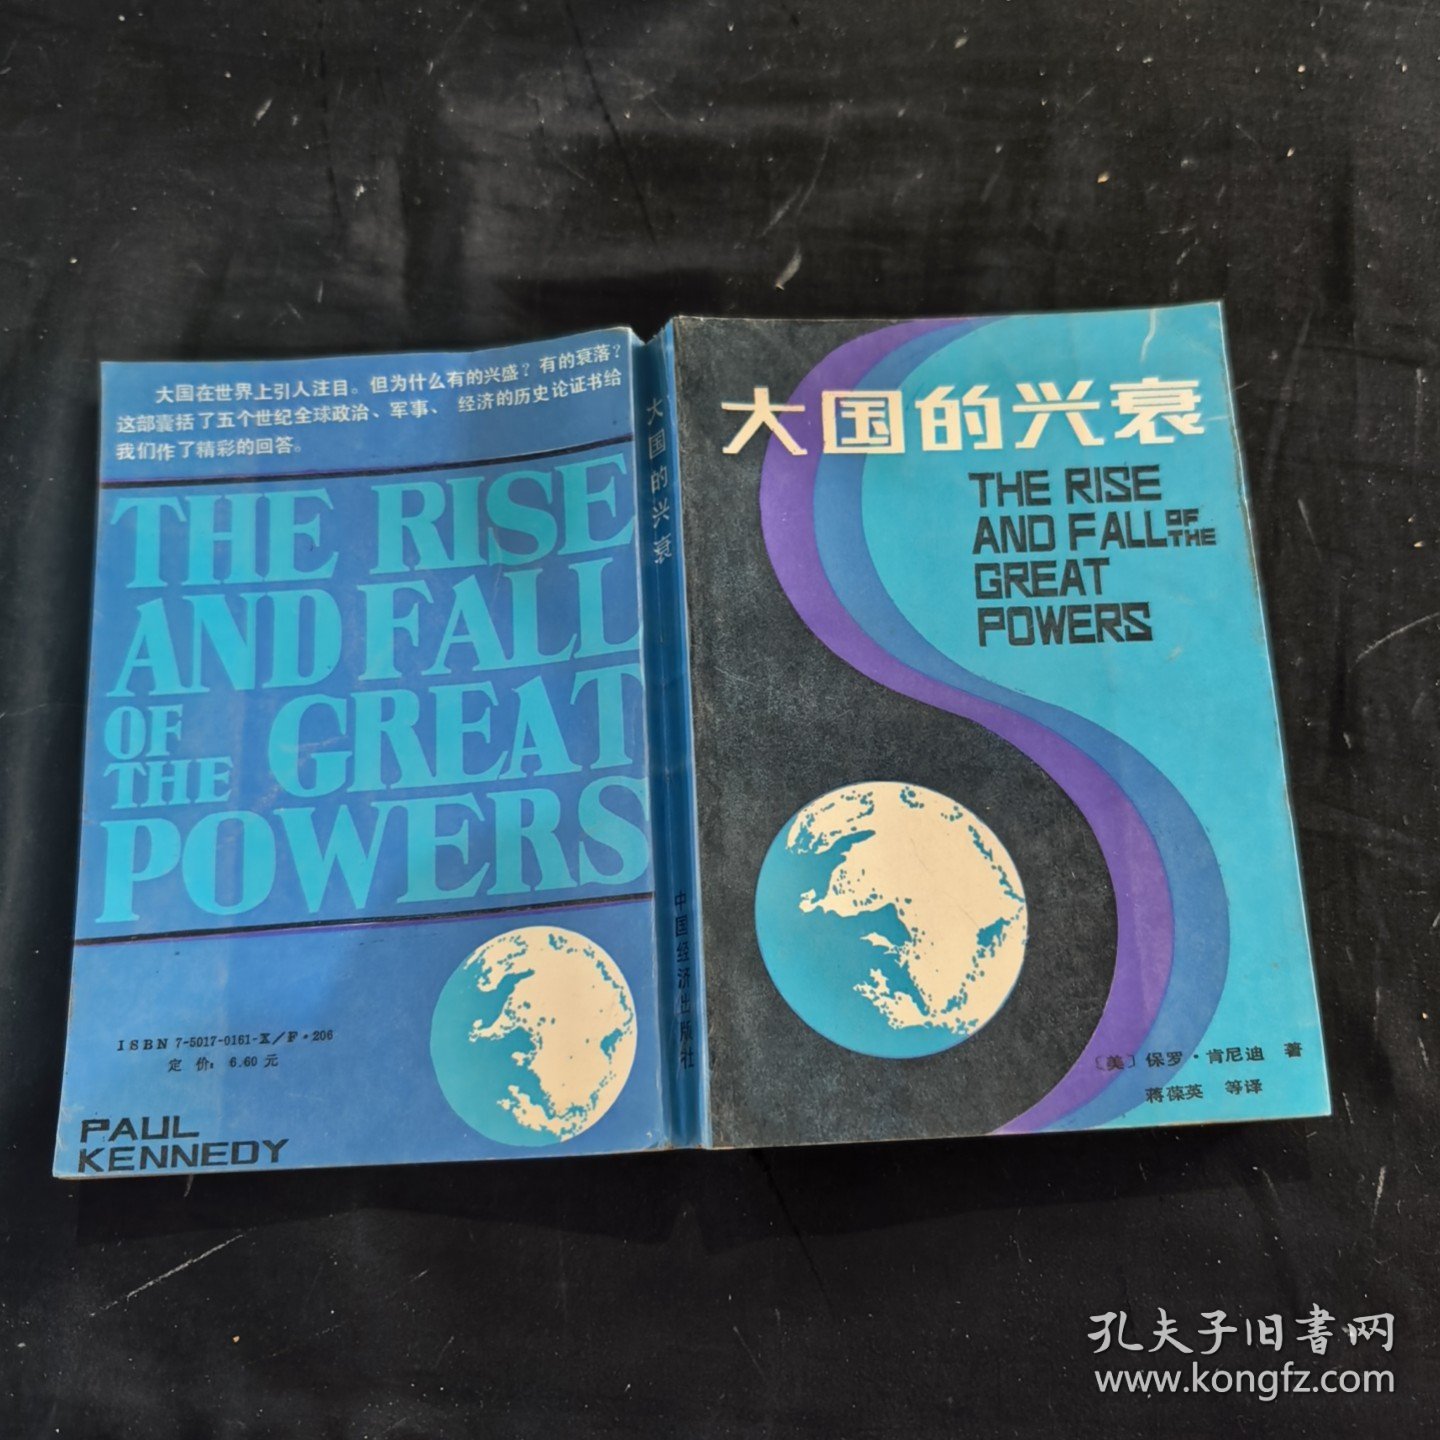 大国在世界上引人注目。但为什么有的兴盛？有的衰落？
这部囊括了五个世纪全球政治、军事、经济的历史论证书给
我们作了精彩的回答。
THE RISE
AND FALL
OF
THE
GREAT
POWERS
ISBN 7-5017-0161-X/F·206
定 价：6.60 元
PAUL
KENNEDY
大国的兴衰
中国经济出版社
大国的兴衰
THE RISE
AND FALL OF THE
GREAT
POWERS
〔美〕保罗·肯尼迪 著
蒋葆英 等译
孔夫子旧書网
www.kongfz.com